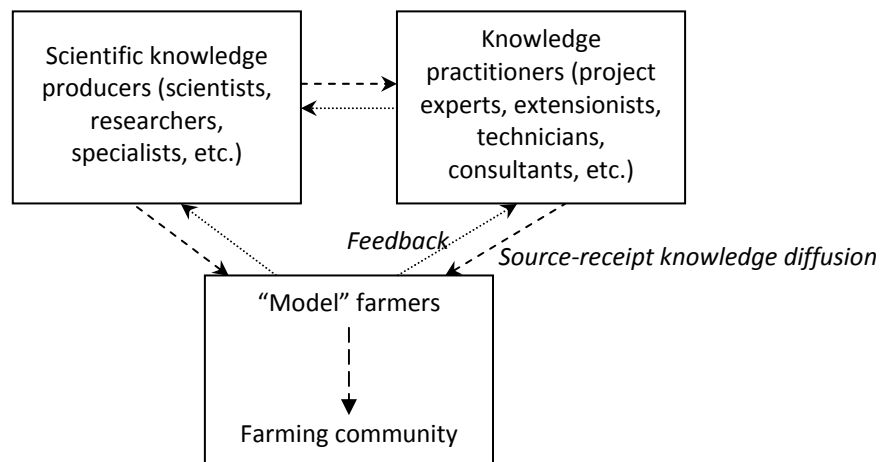 Scientific knowledge
producers (scientists,
researchers,
specialists, etc.)
Knowledge
practitioners (project
experts, extensionists,
technicians,
consultants, etc.)
Feedback
Source-receipt knowledge diffusion
“Model” farmers
Farming community